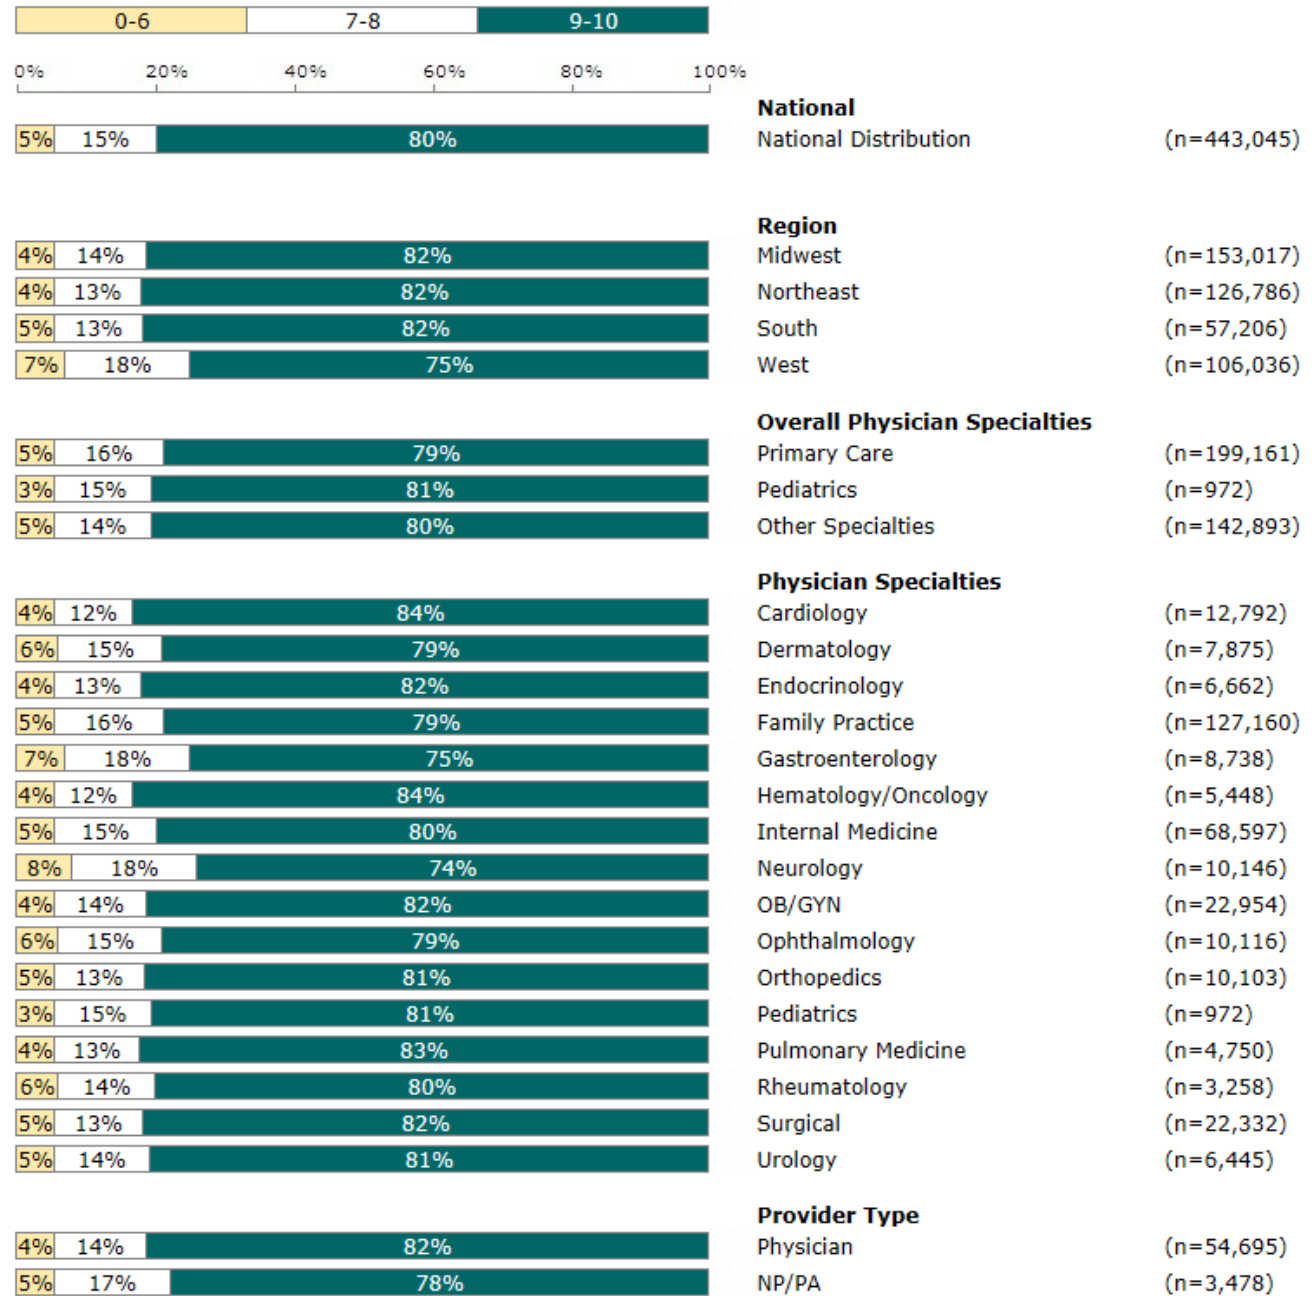 0-6 7-8 9-10
0% 20% 40% 60% 80% 100%
National
5% 15% 80% National Distribution (n=443,045)
Region
4% 14% 82% Midwest (n=153,017)
4% 13% 82% Northeast (n=126,786)
5% 13% 82% South (n=57,206)
7% 18% 75% West (n=106,036)
Overall Physician Specialties
5% 16% 79% Primary Care (n=199,161)
3% 15% 81% Pediatrics (n=972)
5% 14% 80% Other Specialties (n=142,893)
Physician Specialties
4% 12% 84% Cardiology (n=12,792)
6% 15% 79% Dermatology (n=7,875)
4% 13% 82% Endocrinology (n=6,662)
5% 16% 79% Family Practice (n=127,160)
7% 18% 75% Gastroenterology (n=8,738)
4% 12% 84% Hematology/Oncology (n=5,448)
5% 15% 80% Internal Medicine (n=68,597)
8% 18% 74% Neurology (n=10,146)
4% 14% 82% OB/GYN (n=22,954)
6% 15% 79% Ophthalmology (n=10,116)
5% 13% 81% Orthopedics (n=10,103)
3% 15% 81% Pediatrics (n=972)
4% 13% 83% Pulmonary Medicine (n=4,750)
6% 14% 80% Rheumatology (n=3,258)
5% 13% 82% Surgical (n=22,332)
5% 14% 81% Urology (n=6,445)
Provider Type
4% 14% 82% Physician (n=54,695)
5% 17% 78% NP/PA (n=3,478)